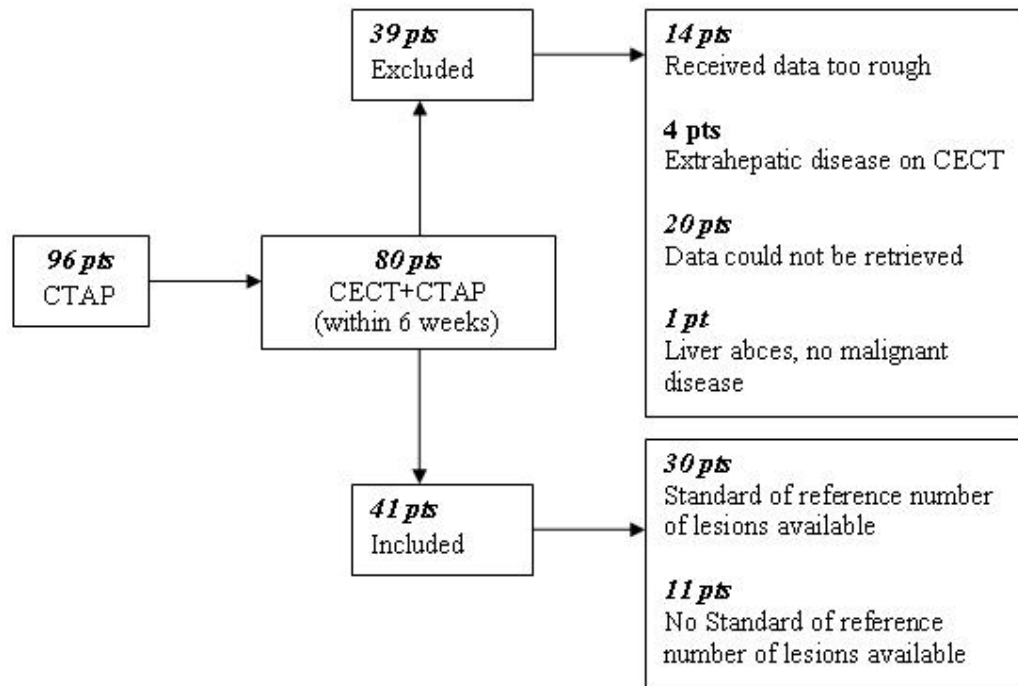 39 pts
Excluded
14 pts
Received data too rough
4 pts
Extrahepatic disease on CECT
20 pts
Data could not be retrieved
1 pt
Liver abces, no malignant
disease
96 pts
CTAP
80 pts
CECT+CTAP
(within 6 weeks)
41 pts
Included
30 pts
Standard of reference number
of lesions available
11 pts
No Standard of reference
number of lesions available